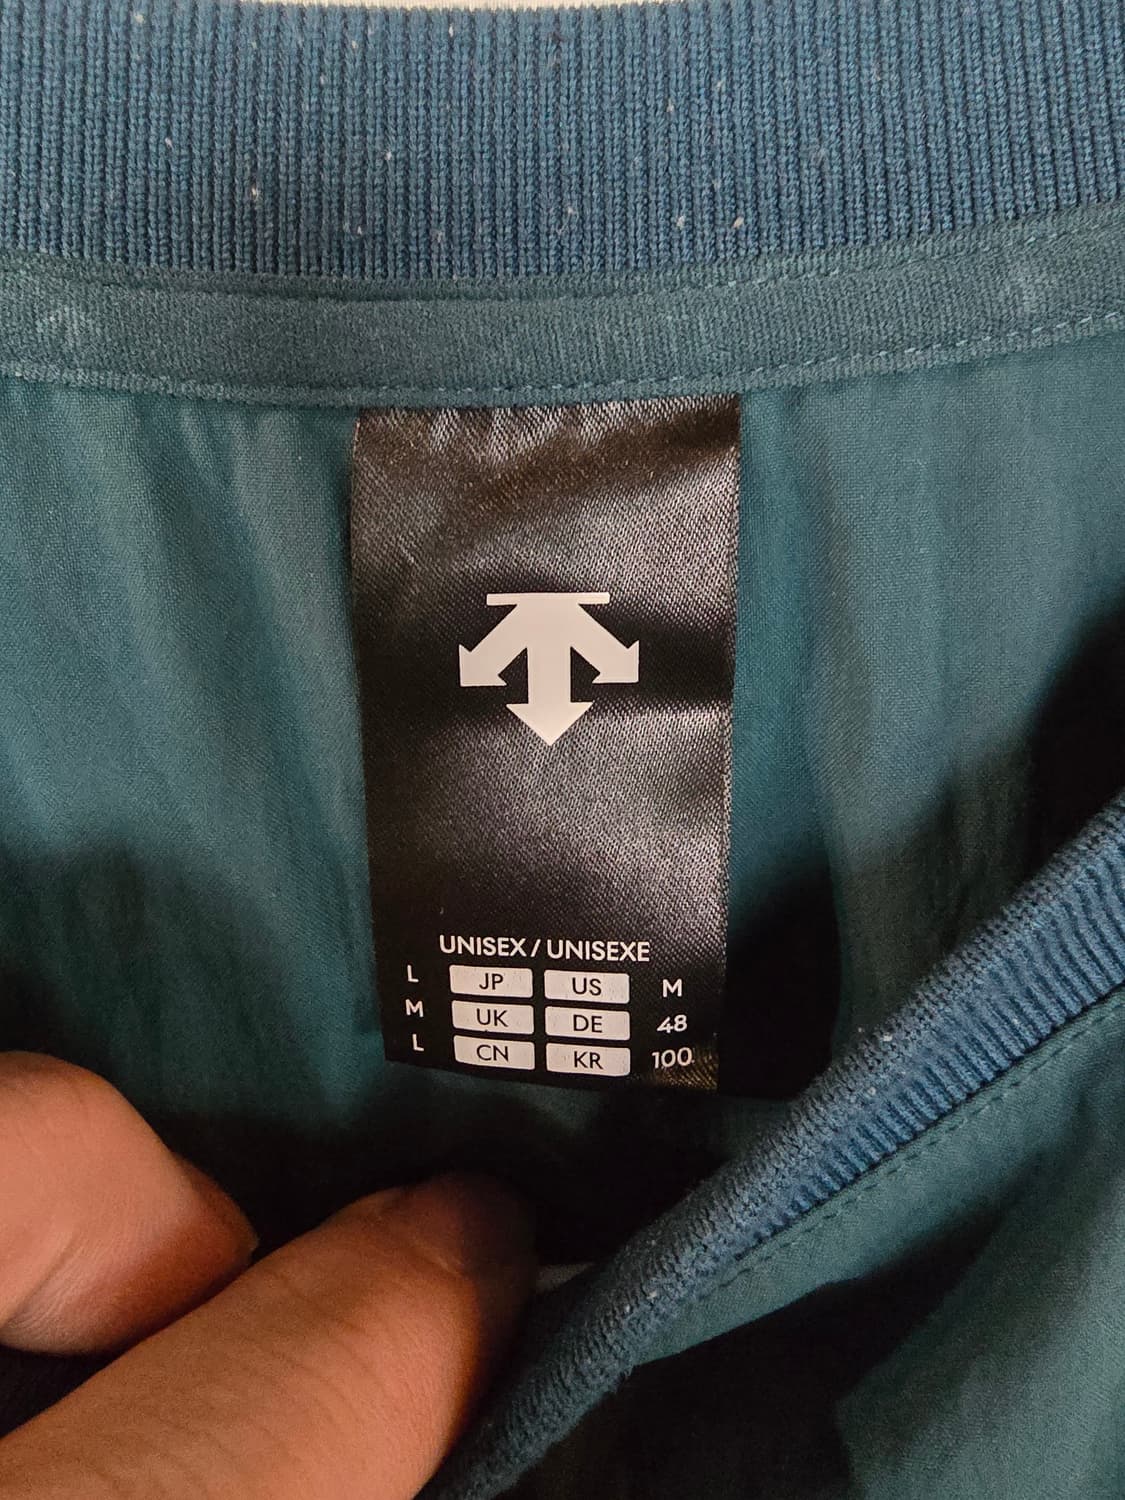 UNISEX / UNISEXE
L JP US M
M UK DE 48
L CN KR 100